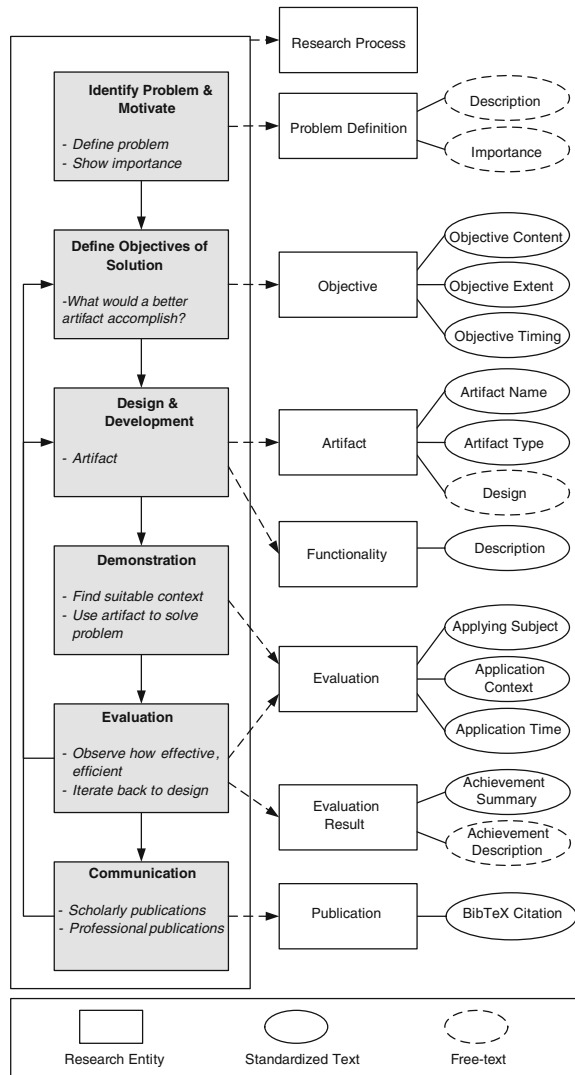 Research Process
Identify Problem &
Motivate
- Define problem
- Show importance
Problem Definition
Description
Importance
Define Objectives of
Solution
-What would a better
artifact accomplish?
Objective
Objective Content
Objective Extent
Objective Timing
Design &
Development
- Artifact
Artifact
Artifact Name
Artifact Type
Design
Functionality
Description
Demonstration
- Find suitable context
- Use artifact to solve
problem
Evaluation
Applying Subject
Application
Context
Application Time
Evaluation
- Observe how effective,
efficient
- Iterate back to design
Evaluation
Result
Achievement
Summary
Achievement
Description
Communication
- Scholarly publications
- Professional publications
Publication
BibTeX Citation
Research Entity
Standardized Text
Free-text